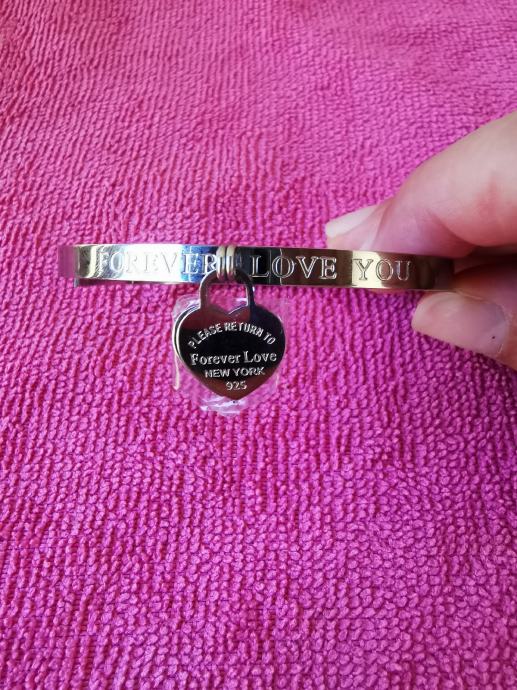 FOREVER LOVE YOU
PLEASE RETURN TO
Forever Love
NEW YORK
925